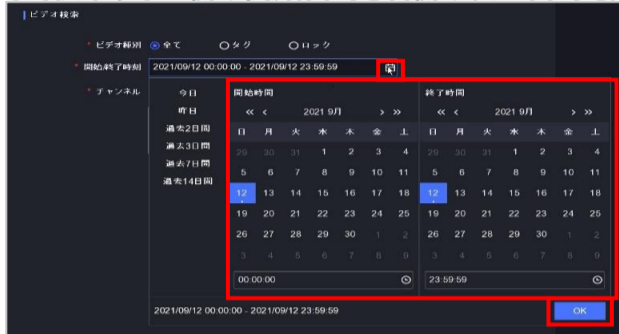 ビデオ検索
* ビデオ種別 全て タグ ロック
* 開始/終了時刻 2021/09/12 00:00:00 - 2021/09/12 23:59:59
* チャンネル
今日
昨日
過去2日間
過去3日間
過去7日間
過去14日間
開始時間
« < 2021 9月 > »
日 月 火 水 木 金 土
29 30 31 1 2 3 4
5 6 7 8 9 10 11
12 13 14 15 16 17 18
19 20 21 22 23 24 25
26 27 28 29 30 1 2
3 4 5 6 7 8 9
00:00:00
終了時間
« < 2021 9月 > »
日 月 火 水 木 金 土
29 30 31 1 2 3 4
5 6 7 8 9 10 11
12 13 14 15 16 17 18
19 20 21 22 23 24 25
26 27 28 29 30 1 2
3 4 5 6 7 8 9
23:59:59
2021/09/12 00:00:00 - 2021/09/12 23:59:59
OK